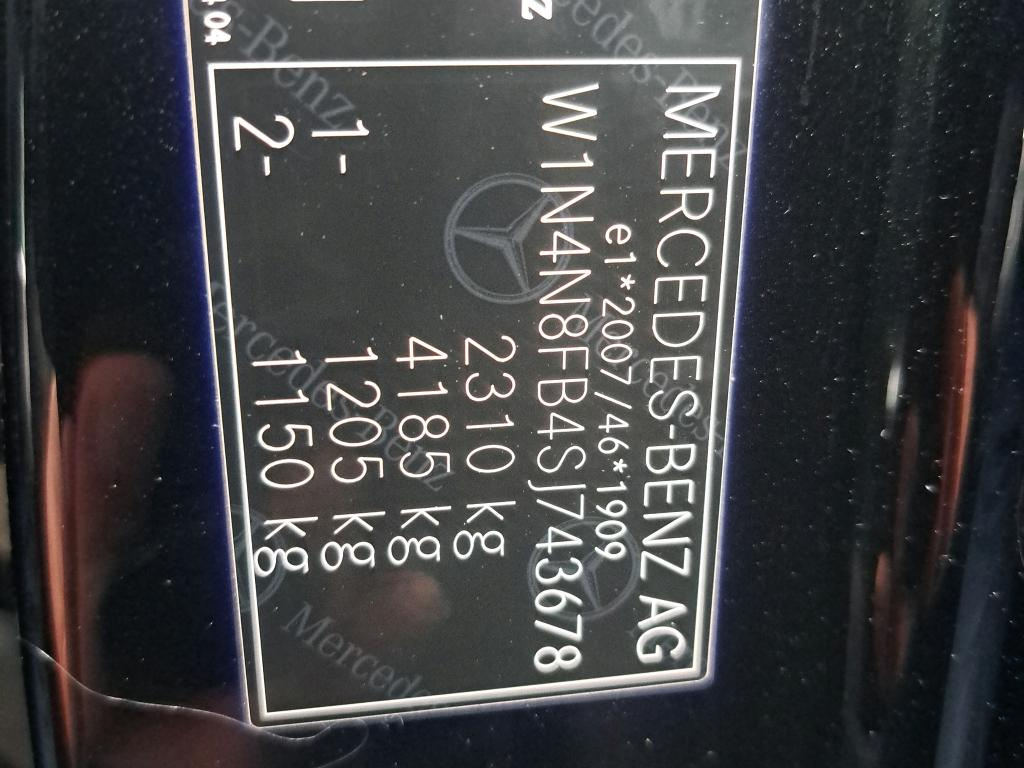 MERCEDES-BENZ AG
e1*2007/46*1909
W1N4N8FB4SJ743678
2310 kg
4185 kg
1- 1205 kg
2- 1150 kg